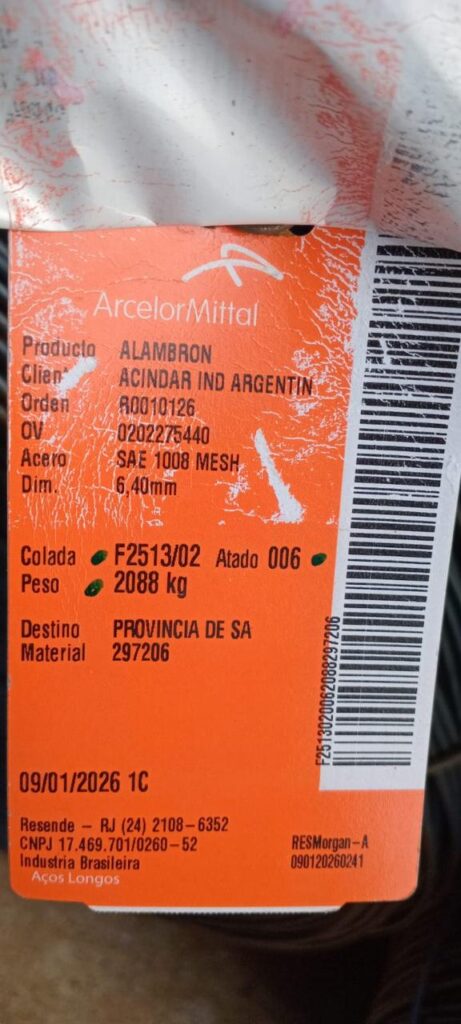 ArcelorMittal
Producto ALAMBRON
Client ACINDAR IND ARGENTIN
Orden R0010126
OV 0202275440
Acero SAE 1008 MESH
Dim. 6,40mm
Colada F2513/02 Atado 006
Peso 2088 kg
Destino PROVINCIA DE SA
Material 297206
F2513020062088297206
09/01/2026 1C
Resende – RJ (24) 2108–6352
CNPJ 17.469.701/0260–52
Industria Brasileira
Aços Longos
RESMorgan–A
090120260241